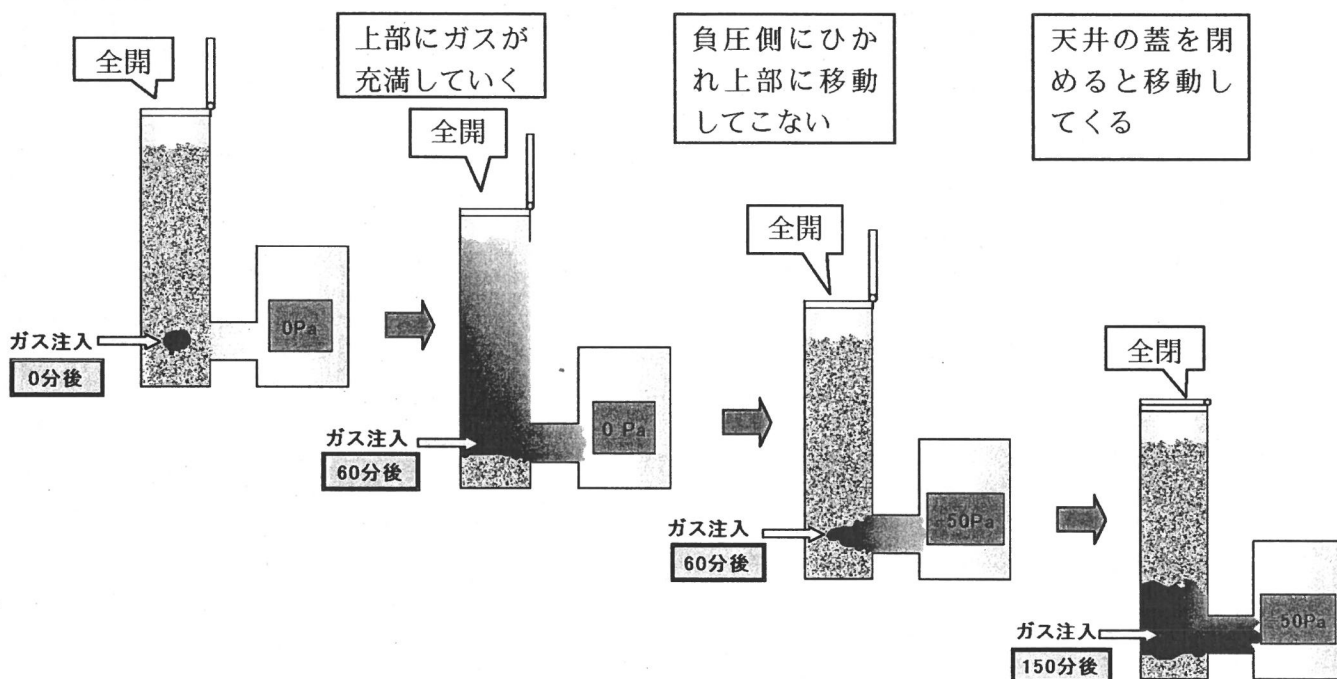 全開
0Pa
ガス注入
0分後
上部にガスが
充満していく
全開
0 Pa
ガス注入
60分後
負圧側にひか
れ上部に移動
してこない
全開
-50Pa
ガス注入
60分後
天井の蓋を閉
めると移動し
てくる
全閉
-50Pa
ガス注入
150分後